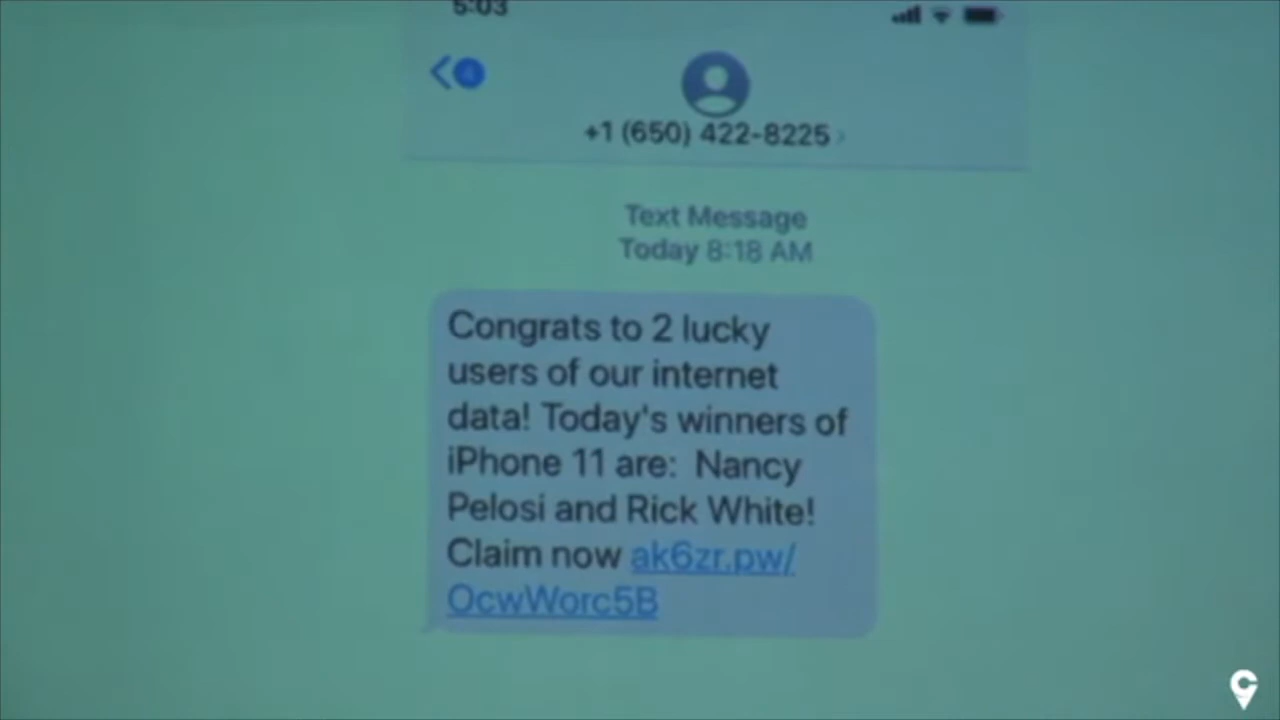 5:03
4
+1 (650) 422-8225 ›
Text Message
Today 8:18 AM
Congrats to 2 lucky
users of our internet
data! Today's winners of
iPhone 11 are:  Nancy
Pelosi and Rick White!
Claim now ak6zr.pw/
OcwWorc5B